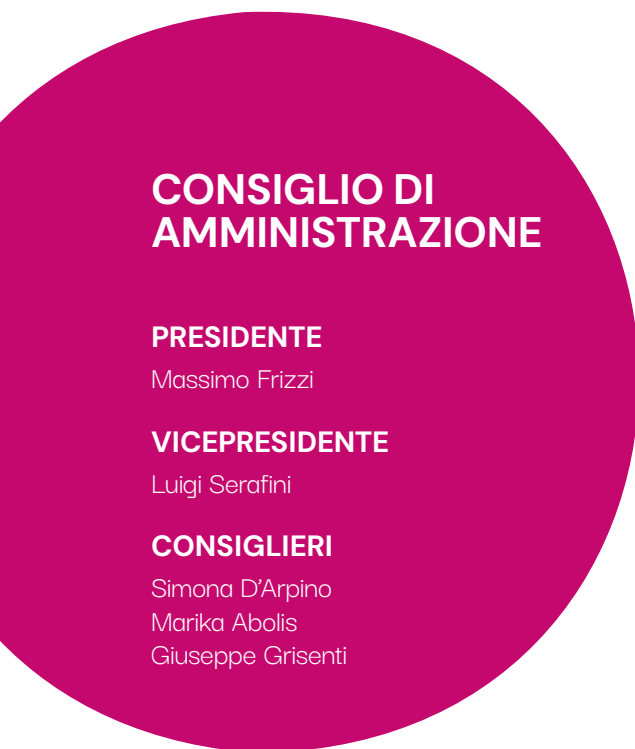 CONSIGLIO DI
AMMINISTRAZIONE
PRESIDENTE
Massimo Frizzi
VICEPRESIDENTE
Luigi Serafini
CONSIGLIERI
Simona D’Arpino
Marika Abolis
Giuseppe Grisenti